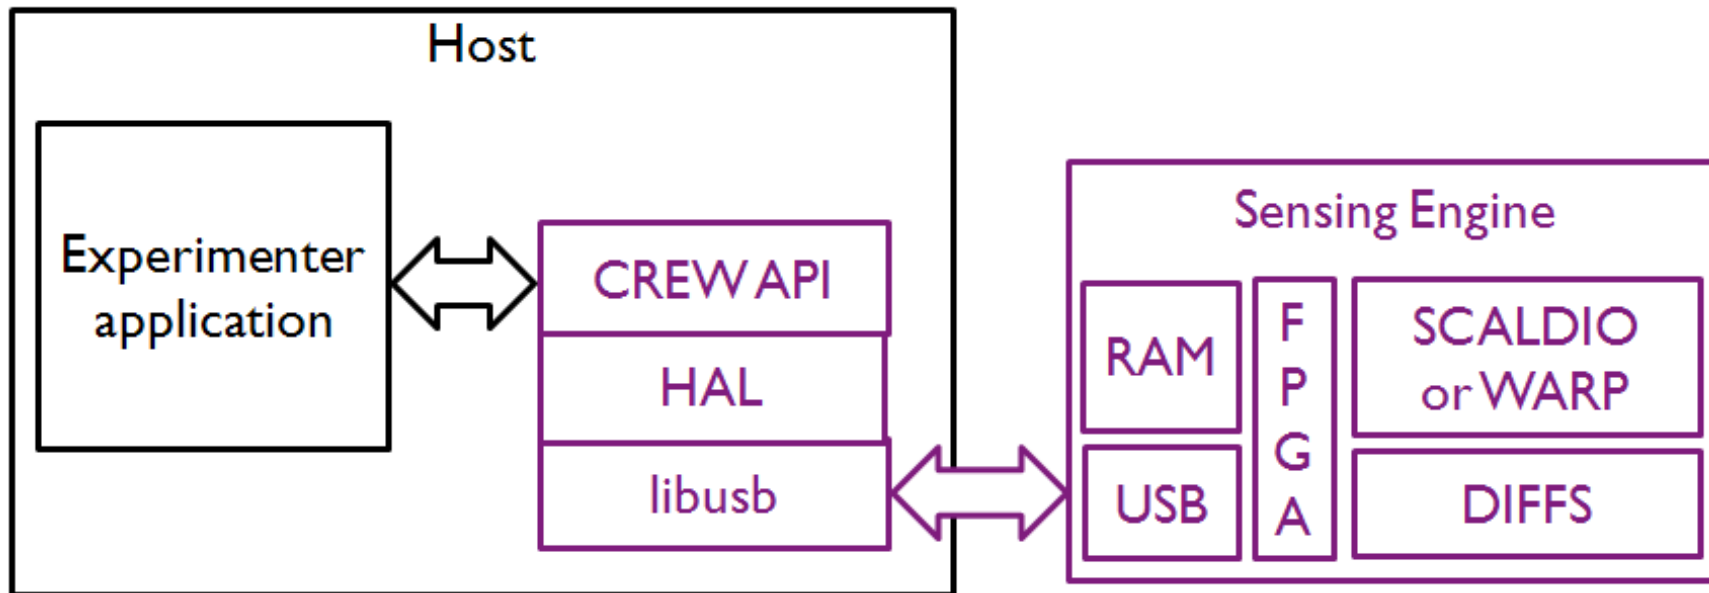 Host
Experimenter
application
CREW API
HAL
libusb
Sensing Engine
RAM
USB
F
P
G
A
SCALDIO
or WARP
DIFFS